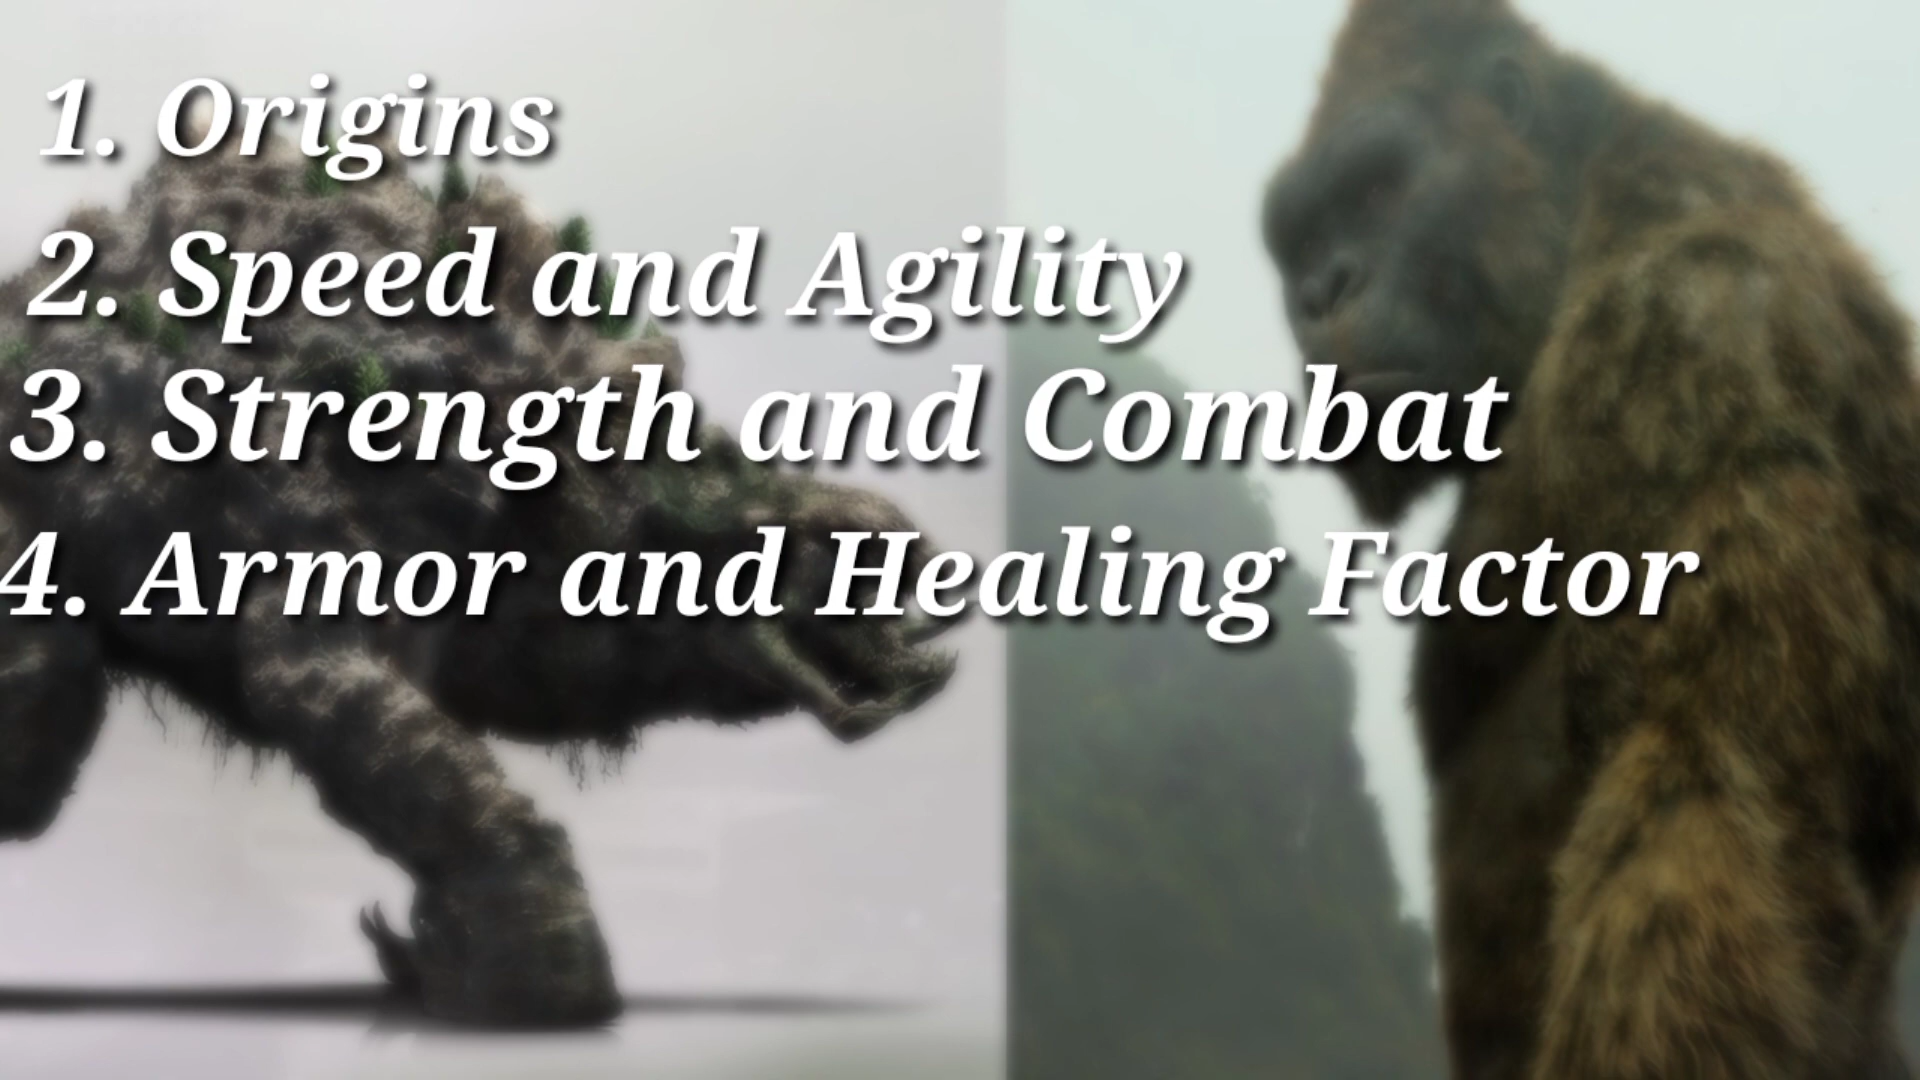 1. Origins
2. Speed and Agility
3. Strength and Combat
4. Armor and Healing Factor